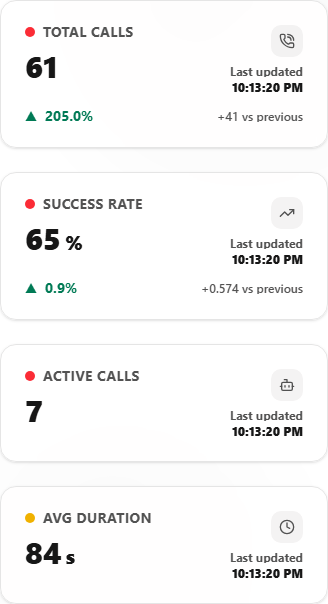 TOTAL CALLS
61
Last updated
10:13:20 PM
▲ 205.0%
+41 vs previous
SUCCESS RATE
65 %
Last updated
10:13:20 PM
▲ 0.9%
+0.574 vs previous
ACTIVE CALLS
7
Last updated
10:13:20 PM
AVG DURATION
84 s
Last updated
10:13:20 PM